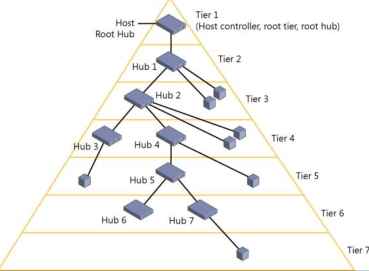 Host
Root Hub
Tier 1
(Host controller, root tier, root hub)
Hub 1
Tier 2
Hub 2
Tier 3
Hub 3
Hub 4
Tier 4
Hub 5
Tier 5
Hub 6
Hub 7
Tier 6
Tier 7